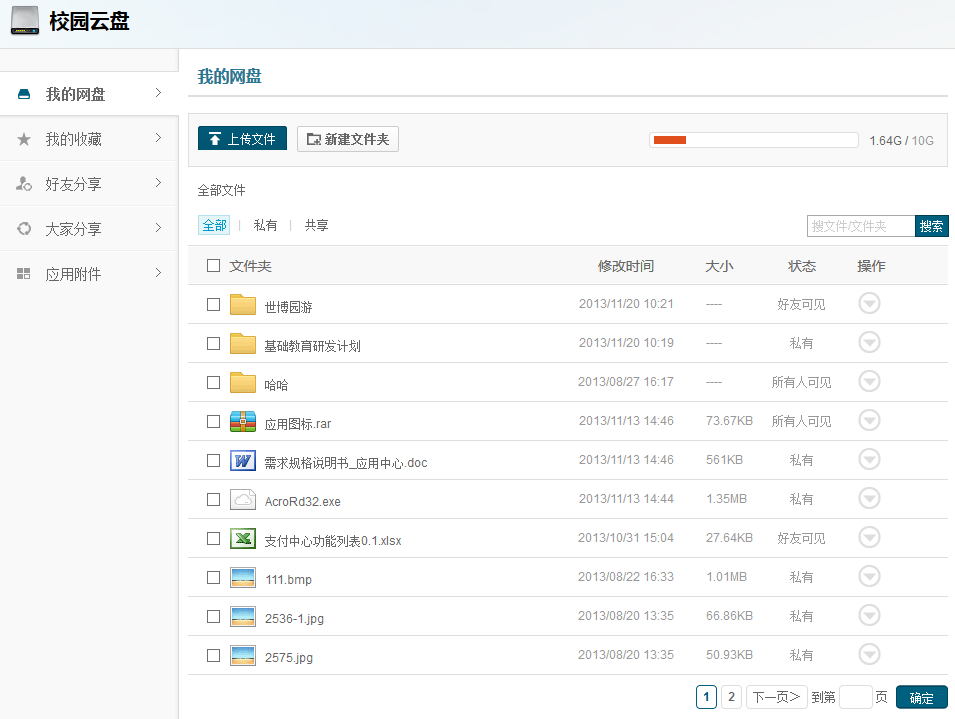 校园云盘
我的网盘
我的收藏
好友分享
大家分享
应用附件
我的网盘
上传文件 新建文件夹 1.64G / 10G
全部文件
全部 | 私有 | 共享 搜文件/文件夹 搜索
文件夹 修改时间 大小 状态 操作
世博园游 2013/11/20 10:21 ---- 好友可见
基础教育研发计划 2013/11/20 10:19 ---- 私有
哈哈 2013/08/27 16:17 ---- 所有人可见
应用图标.rar 2013/11/13 14:46 73.67KB 所有人可见
需求规格说明书_应用中心.doc 2013/11/13 14:46 561KB 私有
AcroRd32.exe 2013/11/13 14:44 1.35MB 私有
支付中心功能列表0.1.xlsx 2013/10/31 15:04 27.64KB 好友可见
111.bmp 2013/08/22 16:33 1.01MB 私有
2536-1.jpg 2013/08/20 13:35 66.86KB 私有
2575.jpg 2013/08/20 13:35 50.93KB 私有
1 2 下一页> 到第 页 确定